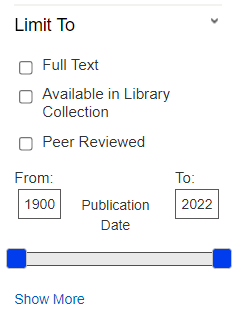 Limit To
Full Text
Available in Library
Collection
Peer Reviewed
From: To:
1900 Publication 2022
Date
Show More